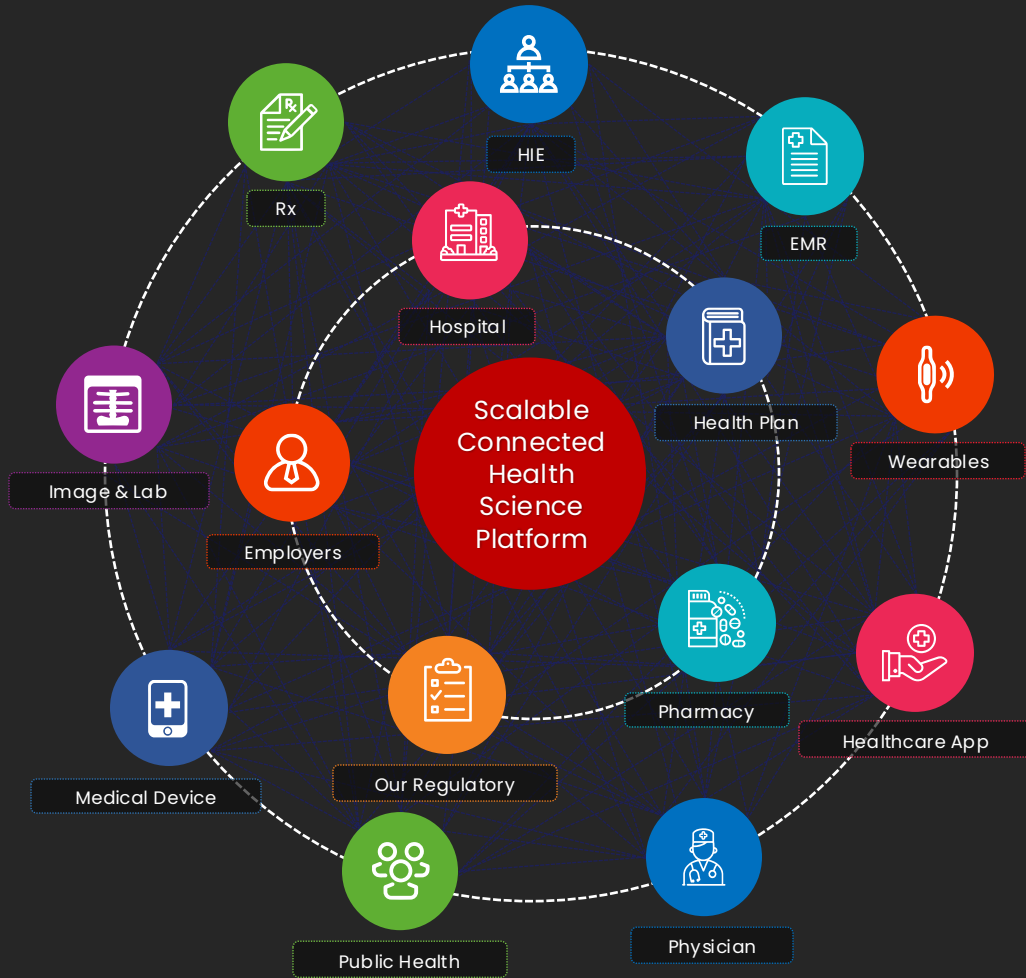 HIE
Rx
EMR
Hospital
Health Plan
Scalable
Connected
Health
Science
Platform
Wearables
Image & Lab
Employers
Pharmacy
Healthcare App
Our Regulatory
Medical Device
Physician
Public Health